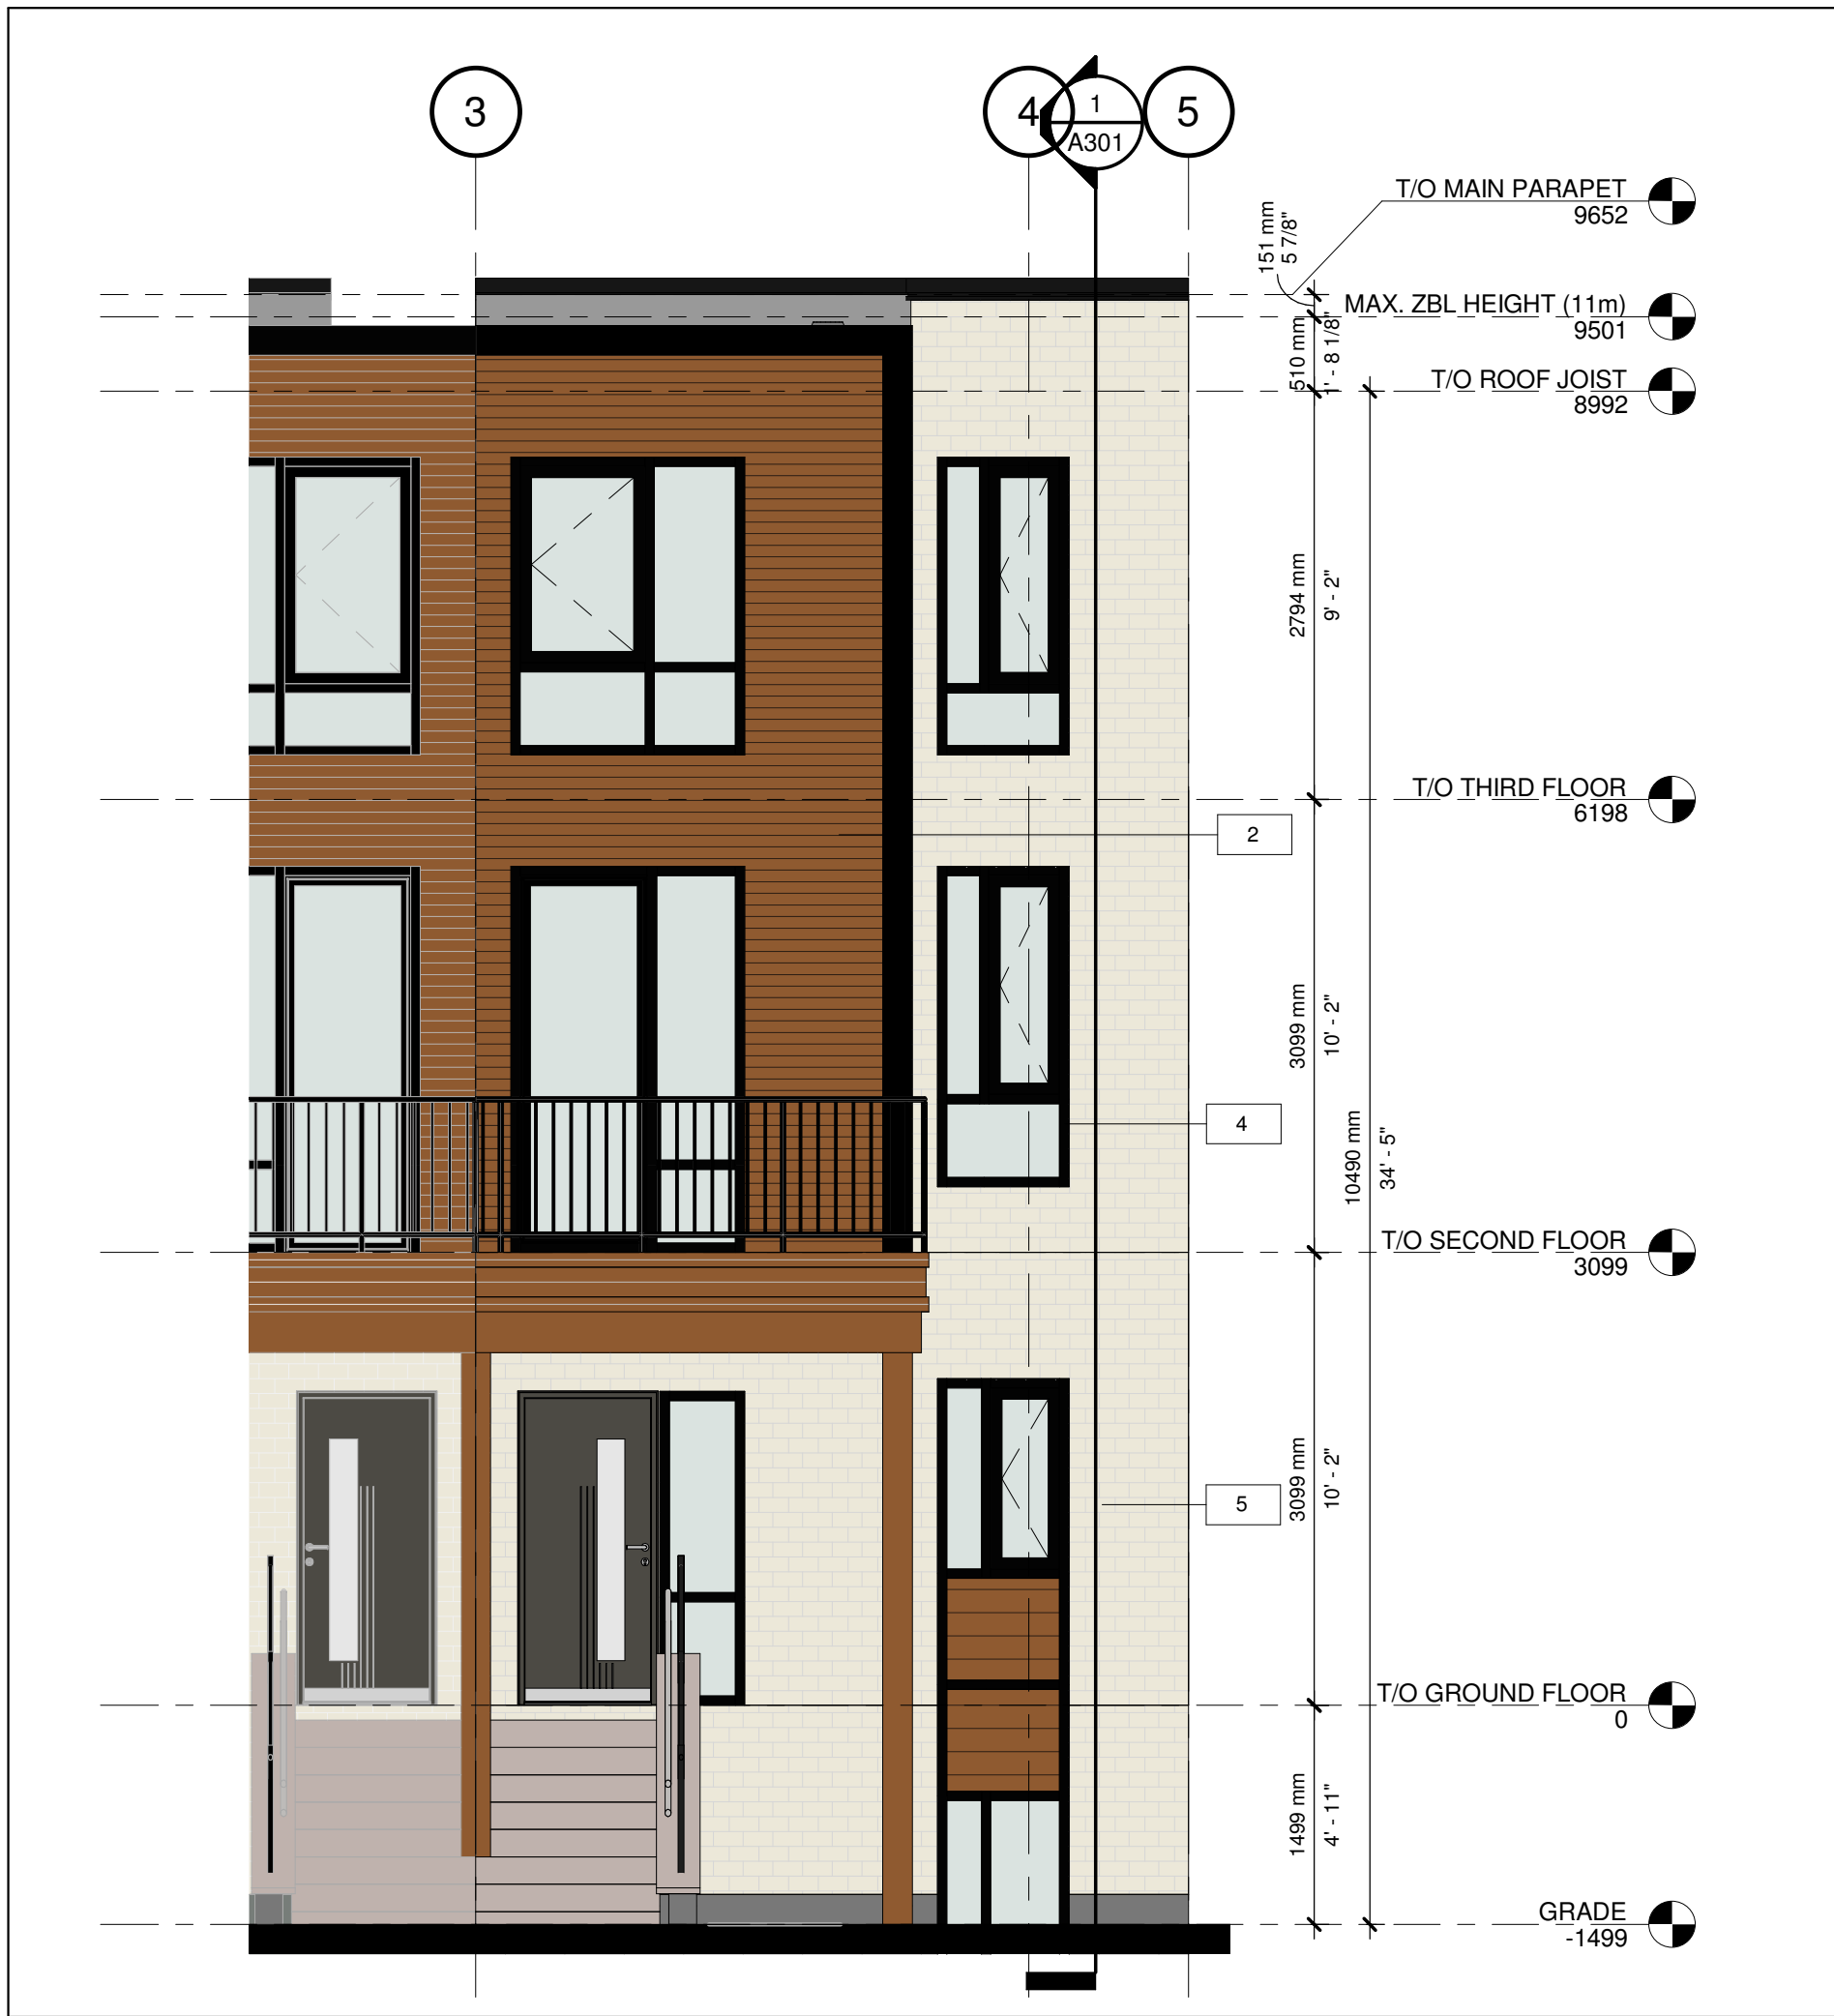 3
4
1
A301
5
T/O MAIN PARAPET
9652
151 mm
5 7/8"
MAX. ZBL HEIGHT (11m)
9501
510 mm
1' - 8 1/8"
T/O ROOF JOIST
8992
2794 mm
9' - 2"
T/O THIRD FLOOR
6198
2
3099 mm
10' - 2"
4
10490 mm
34' - 5"
T/O SECOND FLOOR
3099
5
3099 mm
10' - 2"
T/O GROUND FLOOR
0
1499 mm
4' - 11"
GRADE
-1499